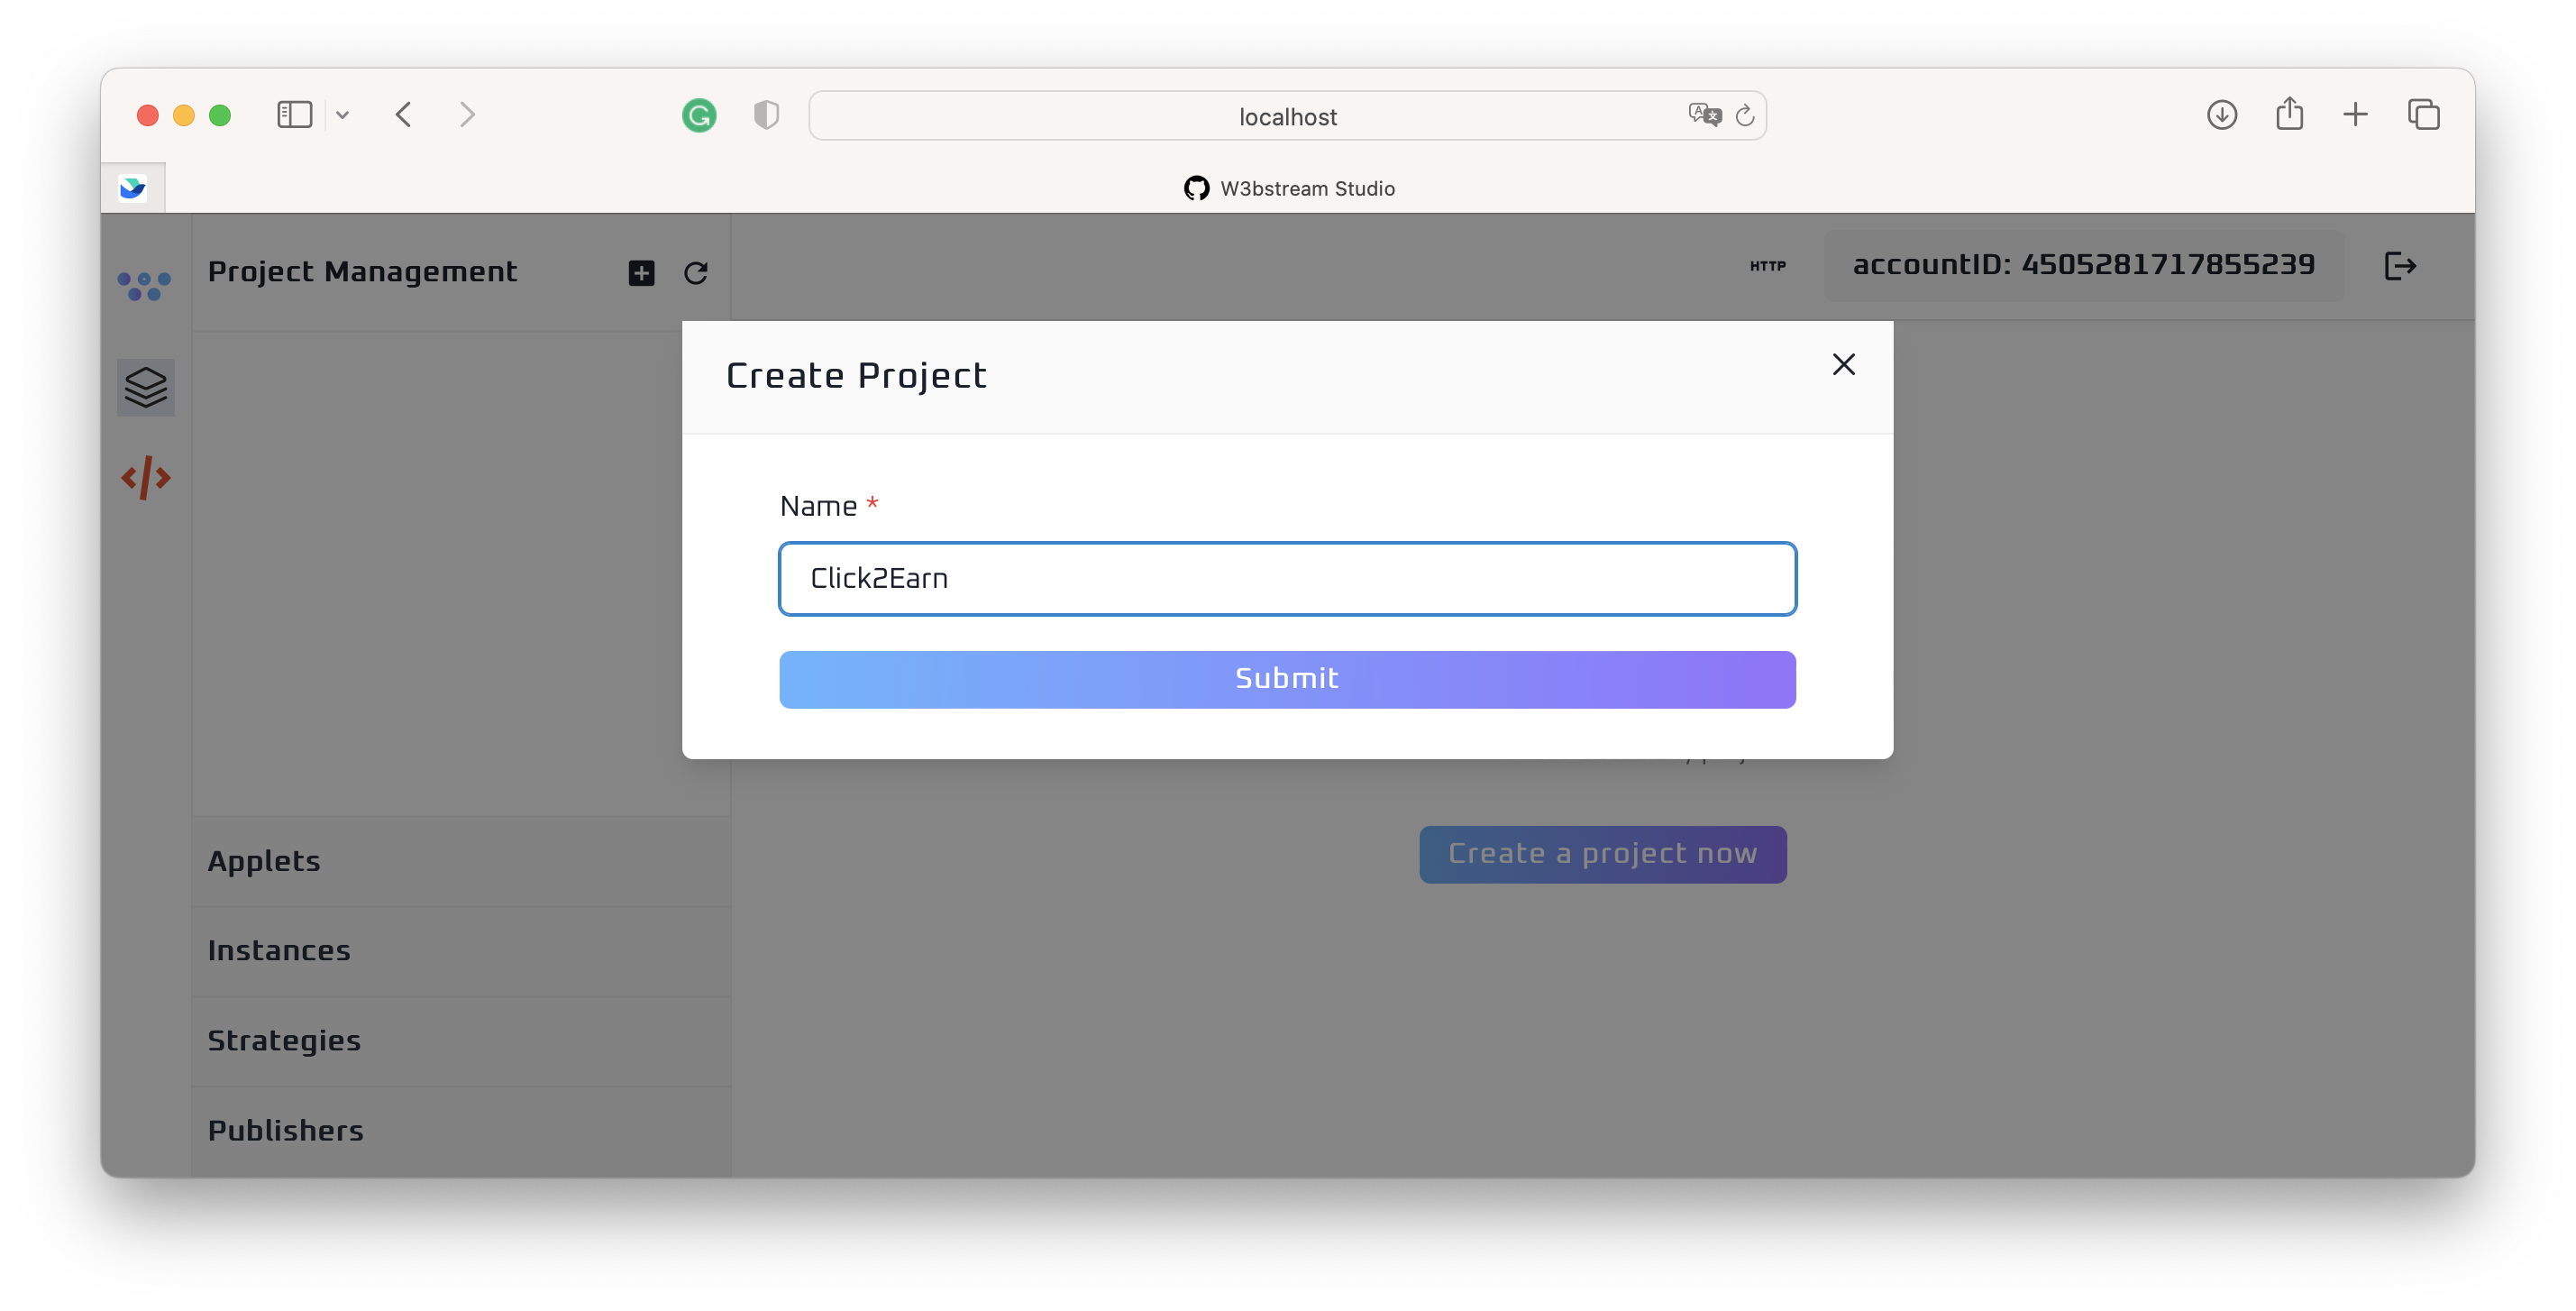 localhost
W3bstream Studio
Project Management
HTTP
accountID: 4505281717855239
Create Project
Name *
Click2Earn
Submit
Create a project now
Applets
Instances
Strategies
Publishers